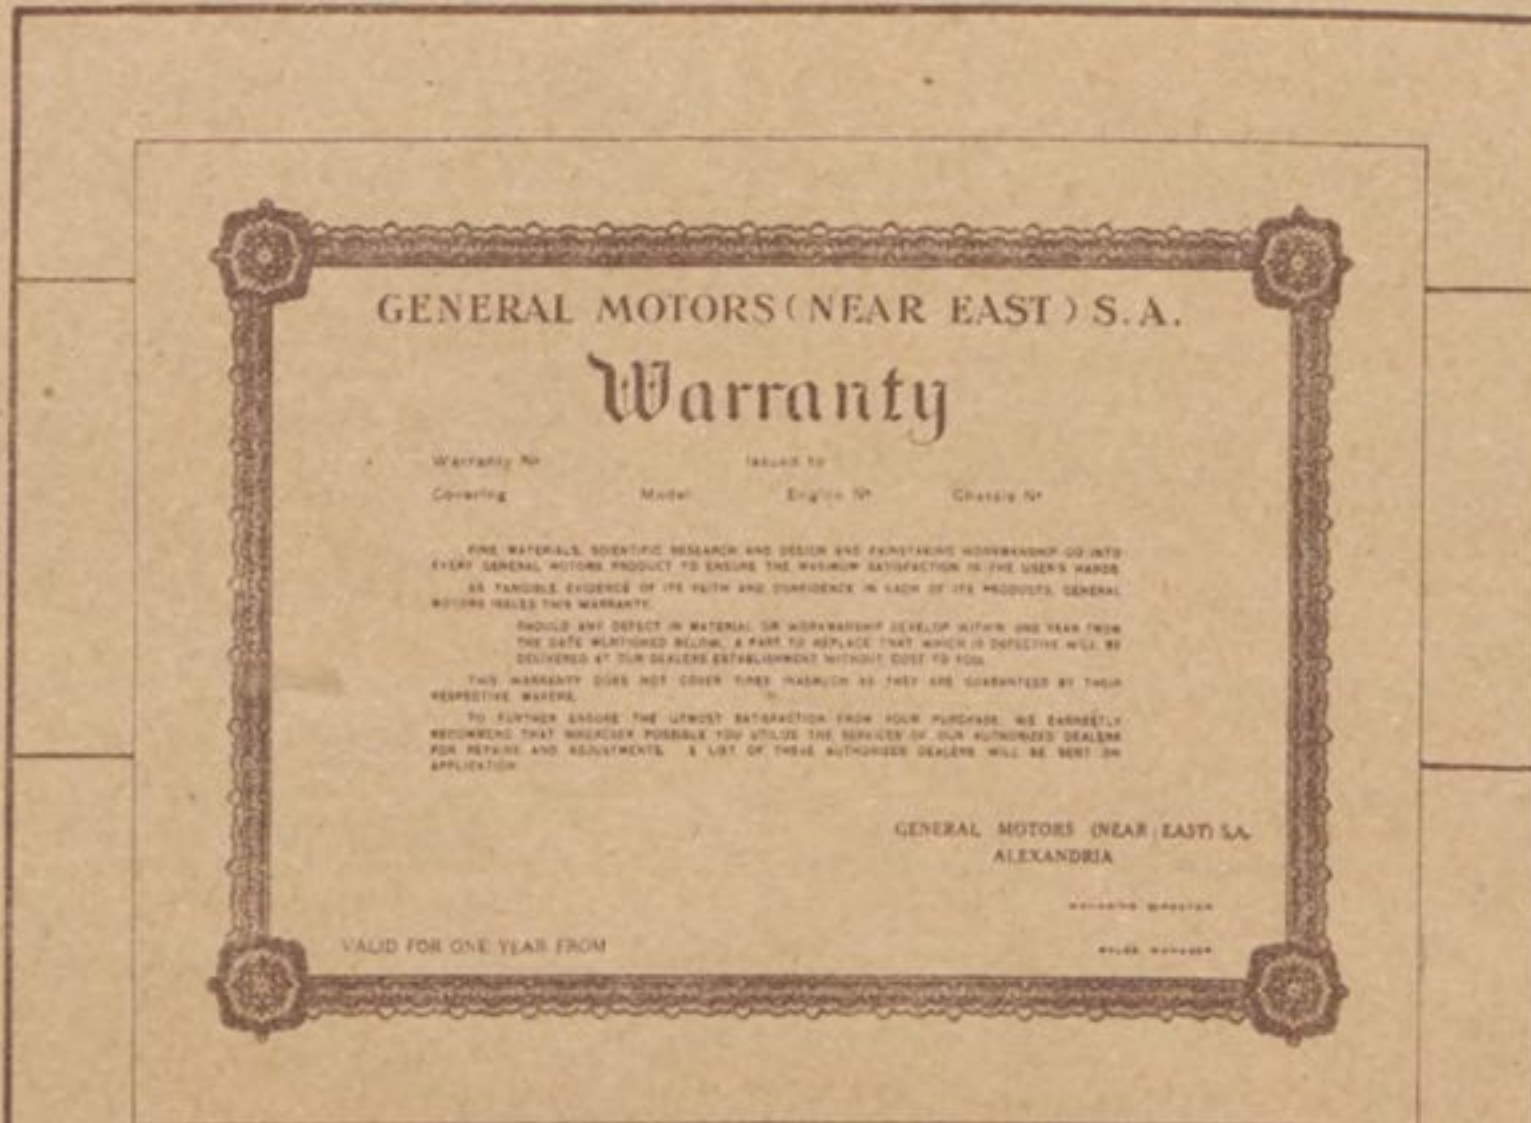 GENERAL MOTORS (NEAR EAST) S.A.
Warranty
Warranty Nº Issued to
Covering Model Engine Nº Chassis Nº
FINE MATERIALS, SCIENTIFIC RESEARCH AND DESIGN AND PAINSTAKING WORKMANSHIP GO INTO
EVERY GENERAL MOTORS PRODUCT TO ENSURE THE MAXIMUM SATISFACTION IN THE USER'S HANDS
AS TANGIBLE EVIDENCE OF ITS FAITH AND CONFIDENCE IN EACH OF ITS PRODUCTS, GENERAL
MOTORS ISSUES THIS WARRANTY.
SHOULD ANY DEFECT IN MATERIAL OR WORKMANSHIP DEVELOP WITHIN ONE YEAR FROM
THE DATE MENTIONED BELOW, A PART TO REPLACE THAT WHICH IS DEFECTIVE WILL BE
DELIVERED AT OUR DEALERS ESTABLISHMENT WITHOUT COST TO YOU.
THIS WARRANTY DOES NOT COVER TIRES INASMUCH AS THEY ARE GUARANTEED BY THEIR
RESPECTIVE MAKERS.
TO FURTHER ENSURE THE UTMOST SATISFACTION FROM YOUR PURCHASE, WE EARNESTLY
RECOMMEND THAT WHEREVER POSSIBLE YOU UTILIZE THE SERVICES OF OUR AUTHORIZED DEALERS
FOR REPAIRS AND ADJUSTMENTS. A LIST OF THESE AUTHORIZED DEALERS WILL BE SENT ON
APPLICATION
GENERAL MOTORS (NEAR EAST) S.A.
ALEXANDRIA
MANAGING DIRECTOR
VALID FOR ONE YEAR FROM
SALES MANAGER